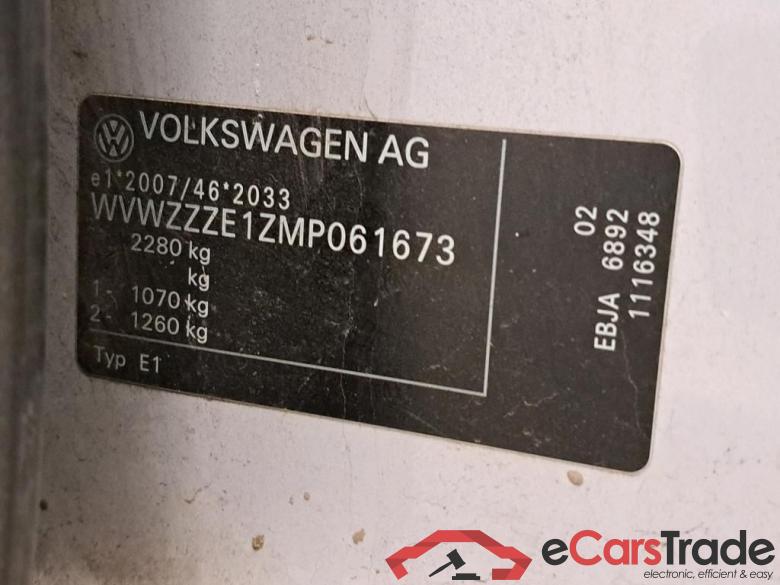 VOLKSWAGEN AG
e1*2007/46*2033
WVWZZZE1ZMP061673
2280 kg
kg
1- 1070 kg
2- 1260 kg
Typ E1
02
EBJA 6892
1116348
eCarsTrade
electronic, efficient & easy